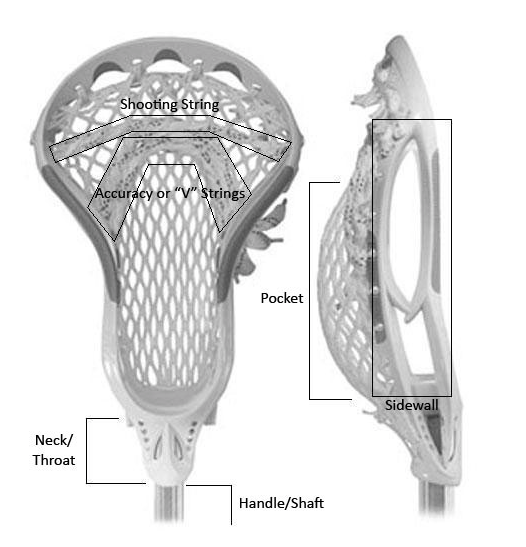 Shooting String
Accuracy or "V" Strings
Pocket
Sidewall
Neck/
Throat
Handle/Shaft